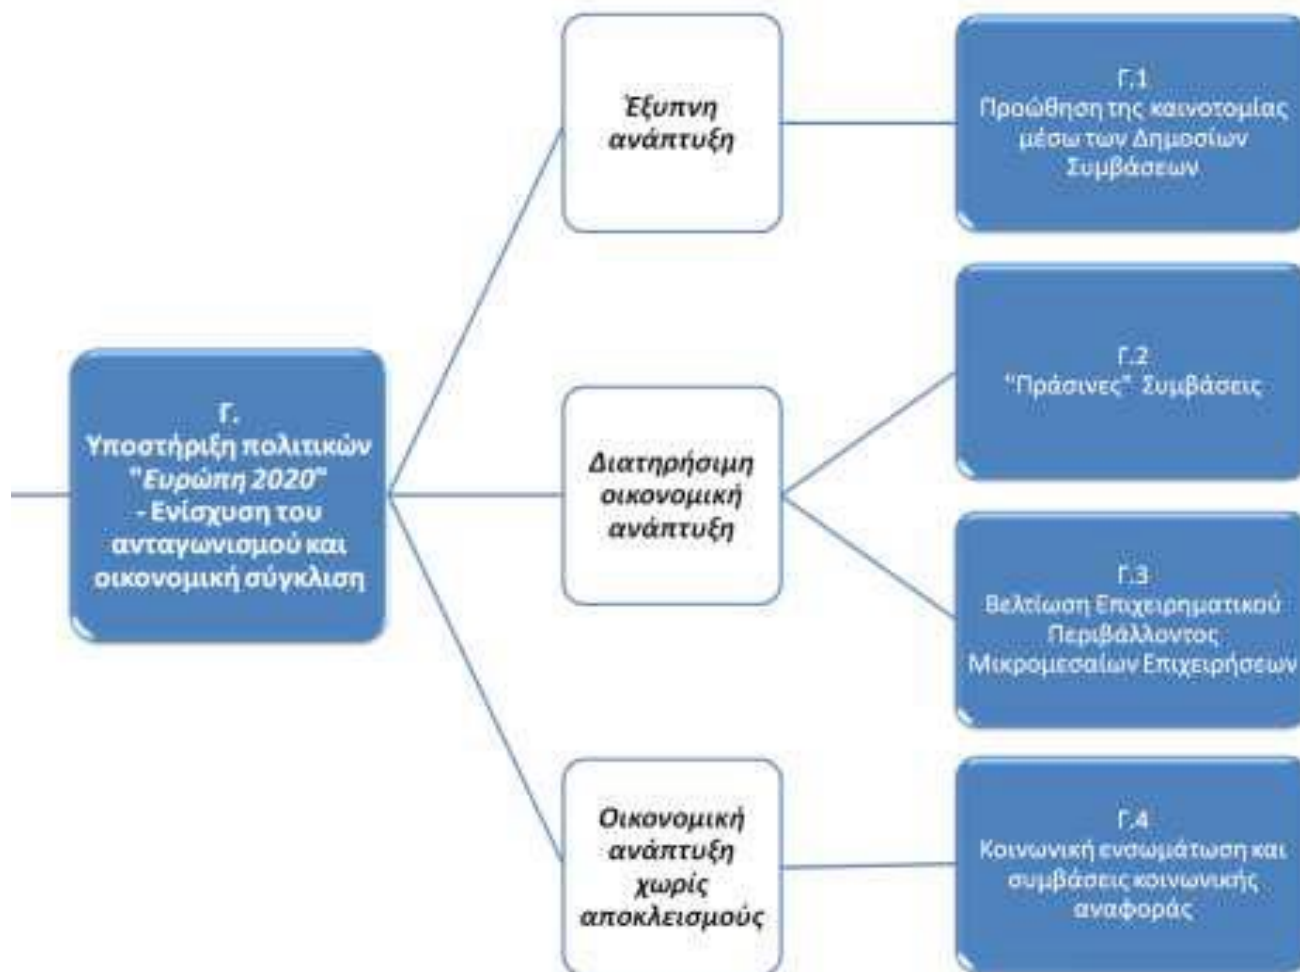 Γ.
Υποστήριξη πολιτικών
"Ευρώπη 2020"
- Ενίσχυση του
ανταγωνισμού και
οικονομική σύγκλιση
Έξυπνη
ανάπτυξη
Γ.1
Προώθηση της καινοτομίας
μέσω των Δημοσίων
Συμβάσεων
Διατηρήσιμη
οικονομική
ανάπτυξη
Γ.2
"Πράσινες" Συμβάσεις
Γ.3
Βελτίωση Επιχειρηματικού
Περιβάλλοντος
Μικρομεσαίων Επιχειρήσεων
Οικονομική
ανάπτυξη
χωρίς
αποκλεισμούς
Γ.4
Κοινωνική ενσωμάτωση και
συμβάσεις κοινωνικής
αναφοράς